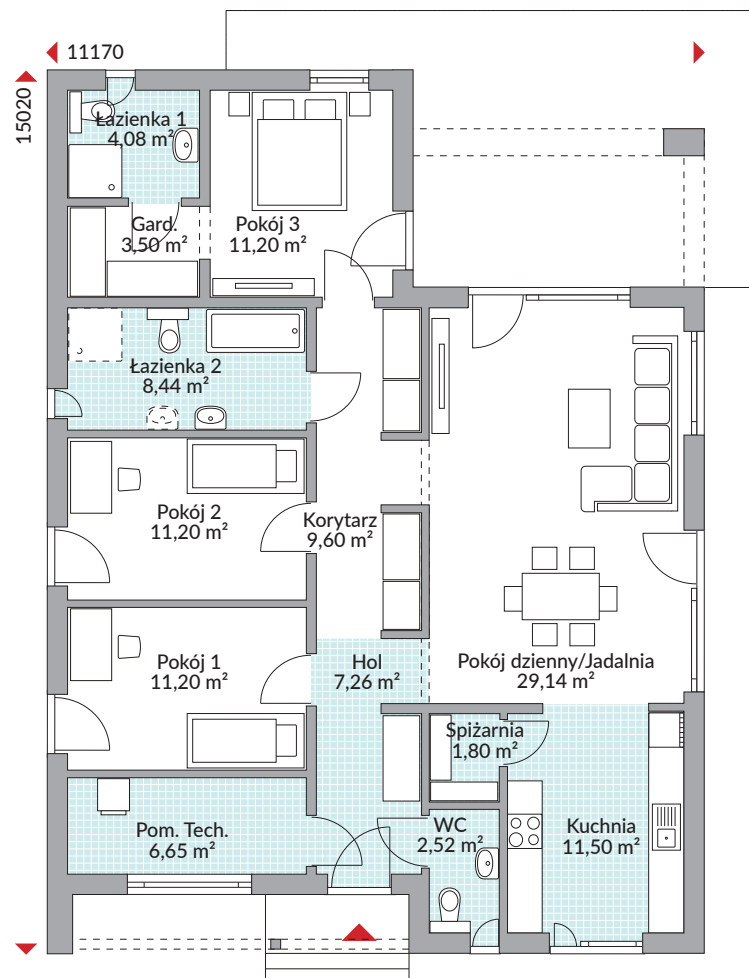 11170
15020
Łazienka 1
4,08 m²
Gard.
3,50 m²
Pokój 3
11,20 m²
Łazienka 2
8,44 m²
Pokój 2
11,20 m²
Korytarz
9,60 m²
Pokój 1
11,20 m²
Hol
7,26 m²
Pokój dzienny/Jadalnia
29,14 m²
Spiżarnia
1,80 m²
Pom. Tech.
6,65 m²
WC
2,52 m²
Kuchnia
11,50 m²